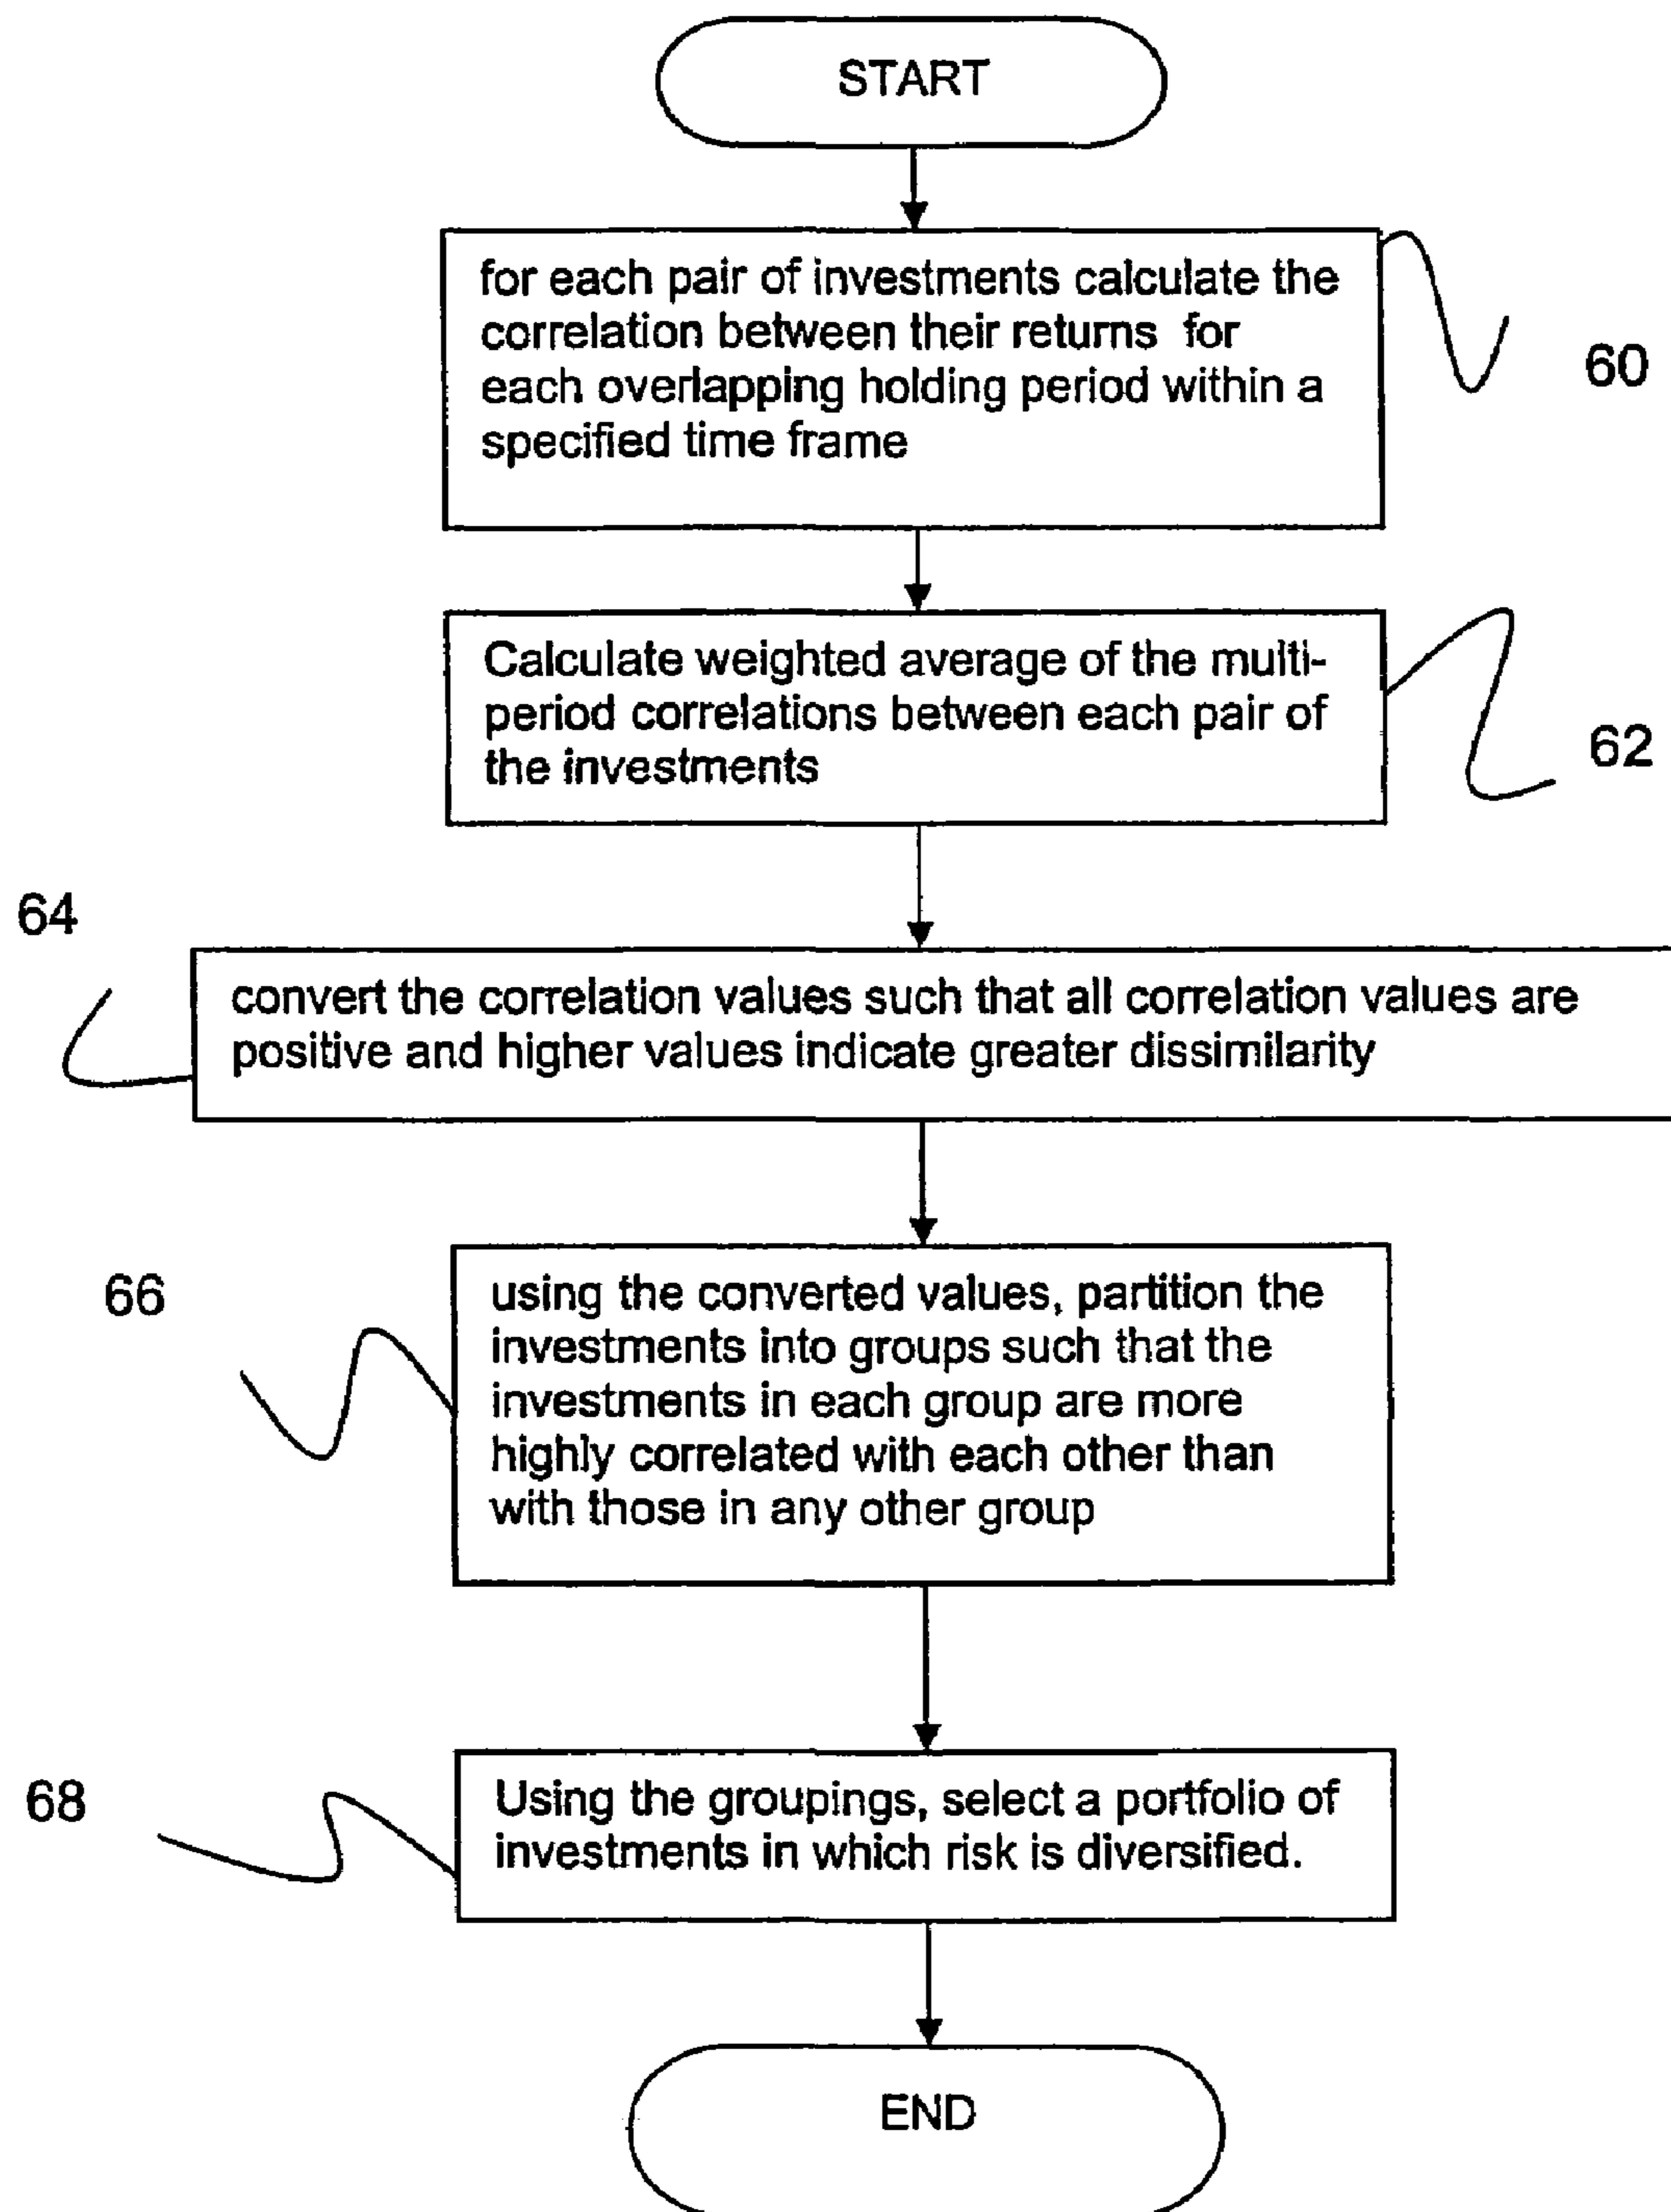 START
for each pair of investments calculate the
correlation between their returns for
each overlapping holding period within a
specified time frame
60
Calculate weighted average of the multi-
period correlations between each pair of
the investments
62
64
convert the correlation values such that all correlation values are
positive and higher values indicate greater dissimilarity
66
using the converted values, partition the
investments into groups such that the
investments in each group are more
highly correlated with each other than
with those in any other group
68
Using the groupings, select a portfolio of
investments in which risk is diversified.
END